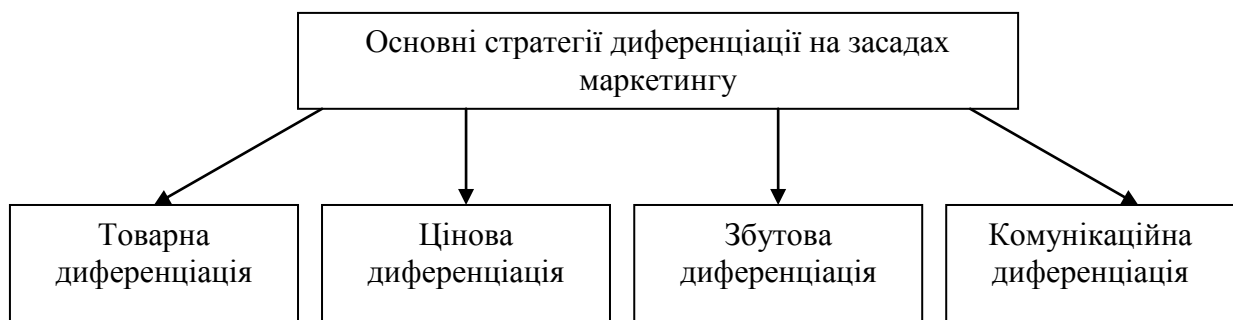 Основні стратегії диференціації на засадах
маркетингу
Товарна
диференціація
Цінова
диференціація
Збутова
диференціація
Комунікаційна
диференціація